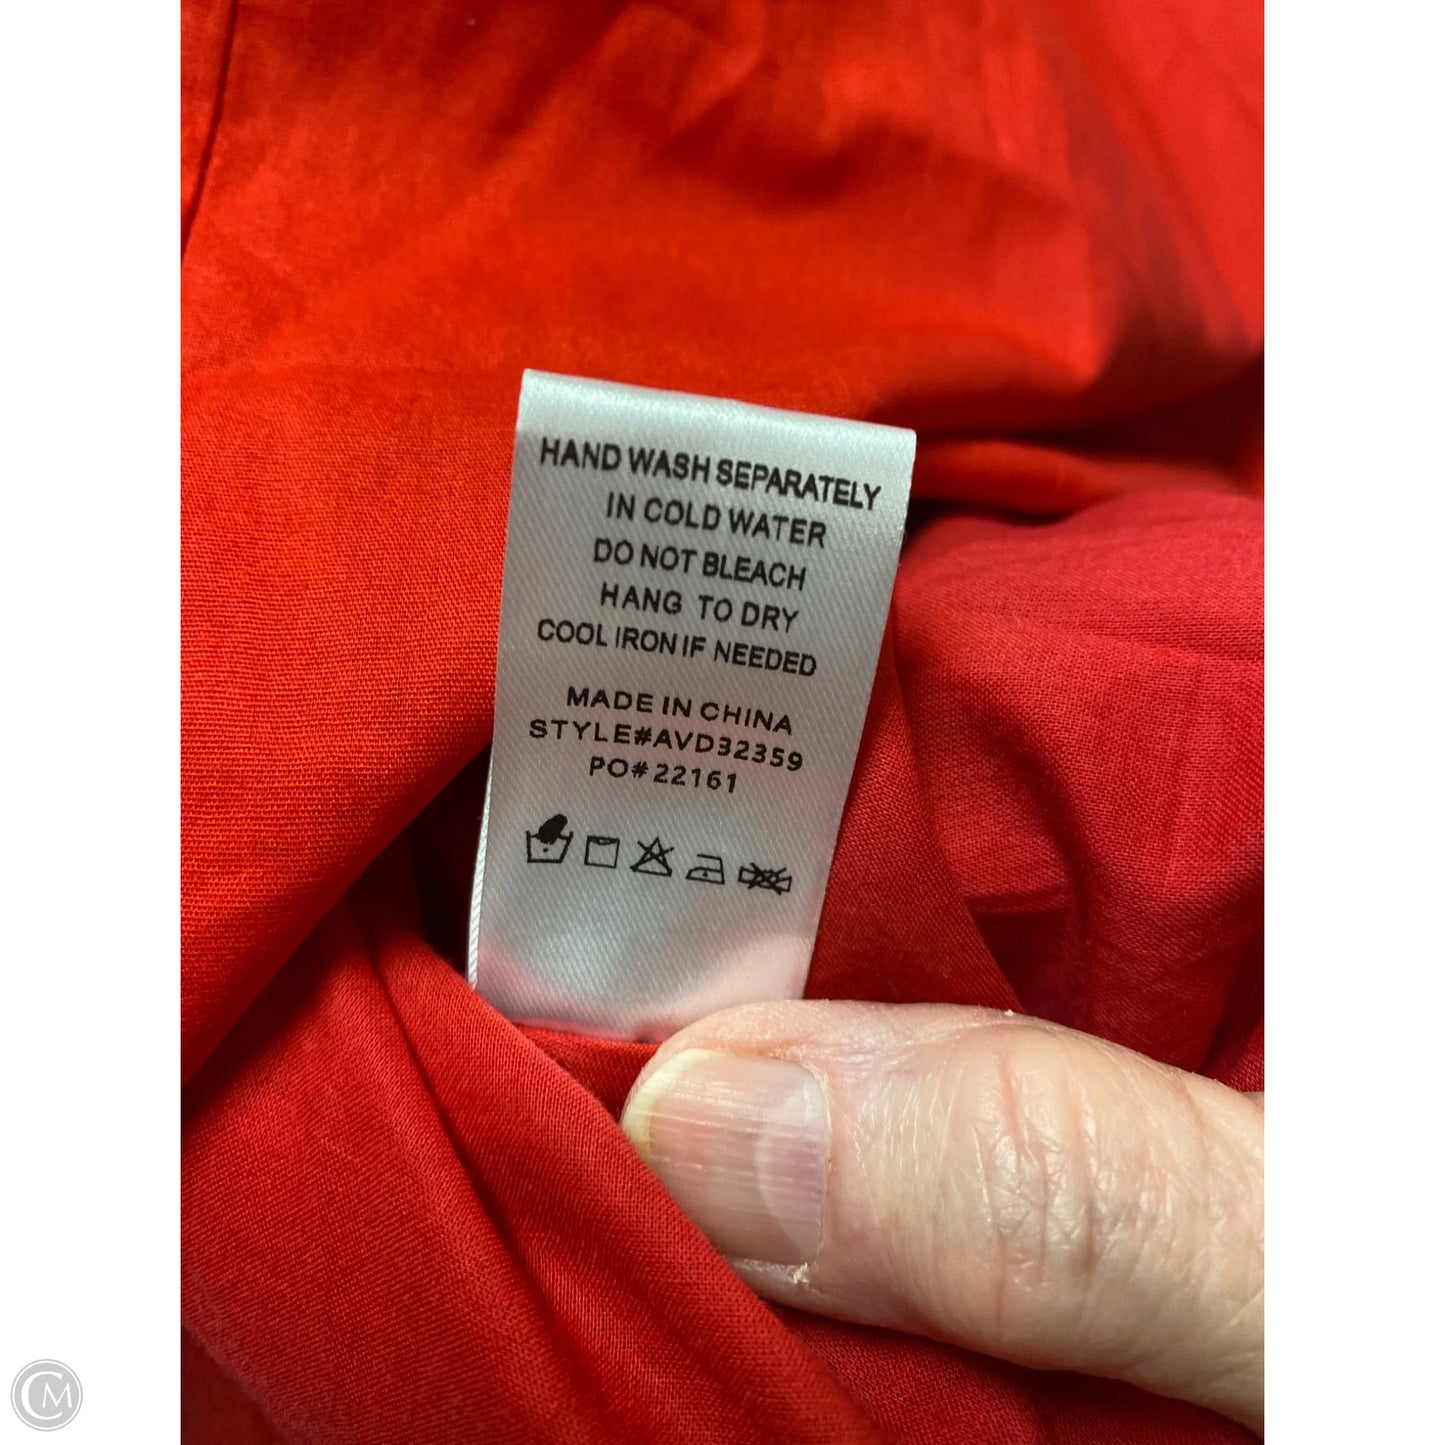 HAND WASH SEPARATELY
IN COLD WATER
DO NOT BLEACH
HANG TO DRY
COOL IRON IF NEEDED
MADE IN CHINA
STYLE#AVD32359
PO#22161
CM